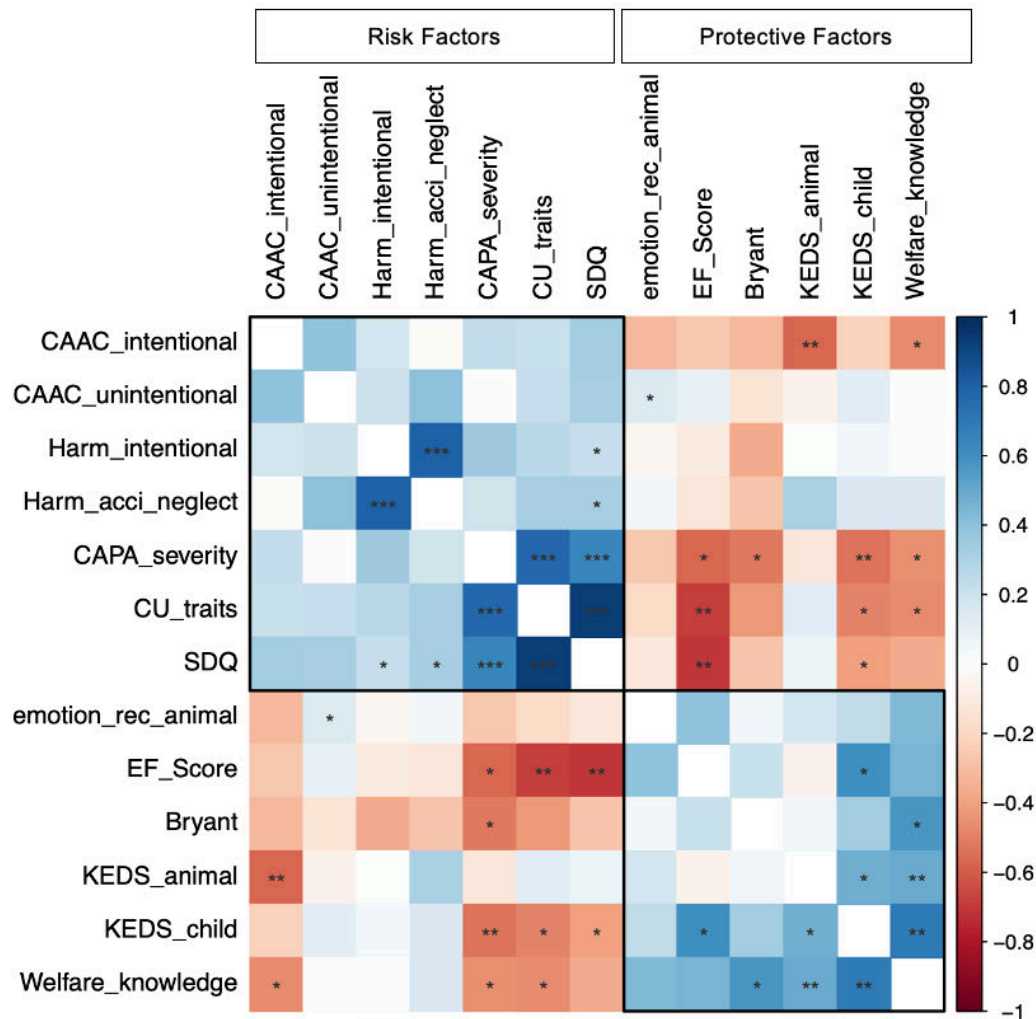 Risk Factors Protective Factors
CAAC_intentional CAAC_unintentional Harm_intentional Harm_acci_neglect CAPA_severity CU_traits SDQ emotion_rec_animal EF_Score Bryant KEDS_animal KEDS_child Welfare_knowledge
CAAC_intentional ** *
CAAC_unintentional *
Harm_intentional *** *
Harm_acci_neglect *** *
CAPA_severity *** *** * * ** *
CU_traits *** *** ** * *
SDQ * * *** *** ** *
emotion_rec_animal *
EF_Score * ** ** *
Bryant * *
KEDS_animal ** * **
KEDS_child ** * * * * **
Welfare_knowledge * * * * ** **
1
0.8
0.6
0.4
0.2
0
−0.2
−0.4
−0.6
−0.8
−1